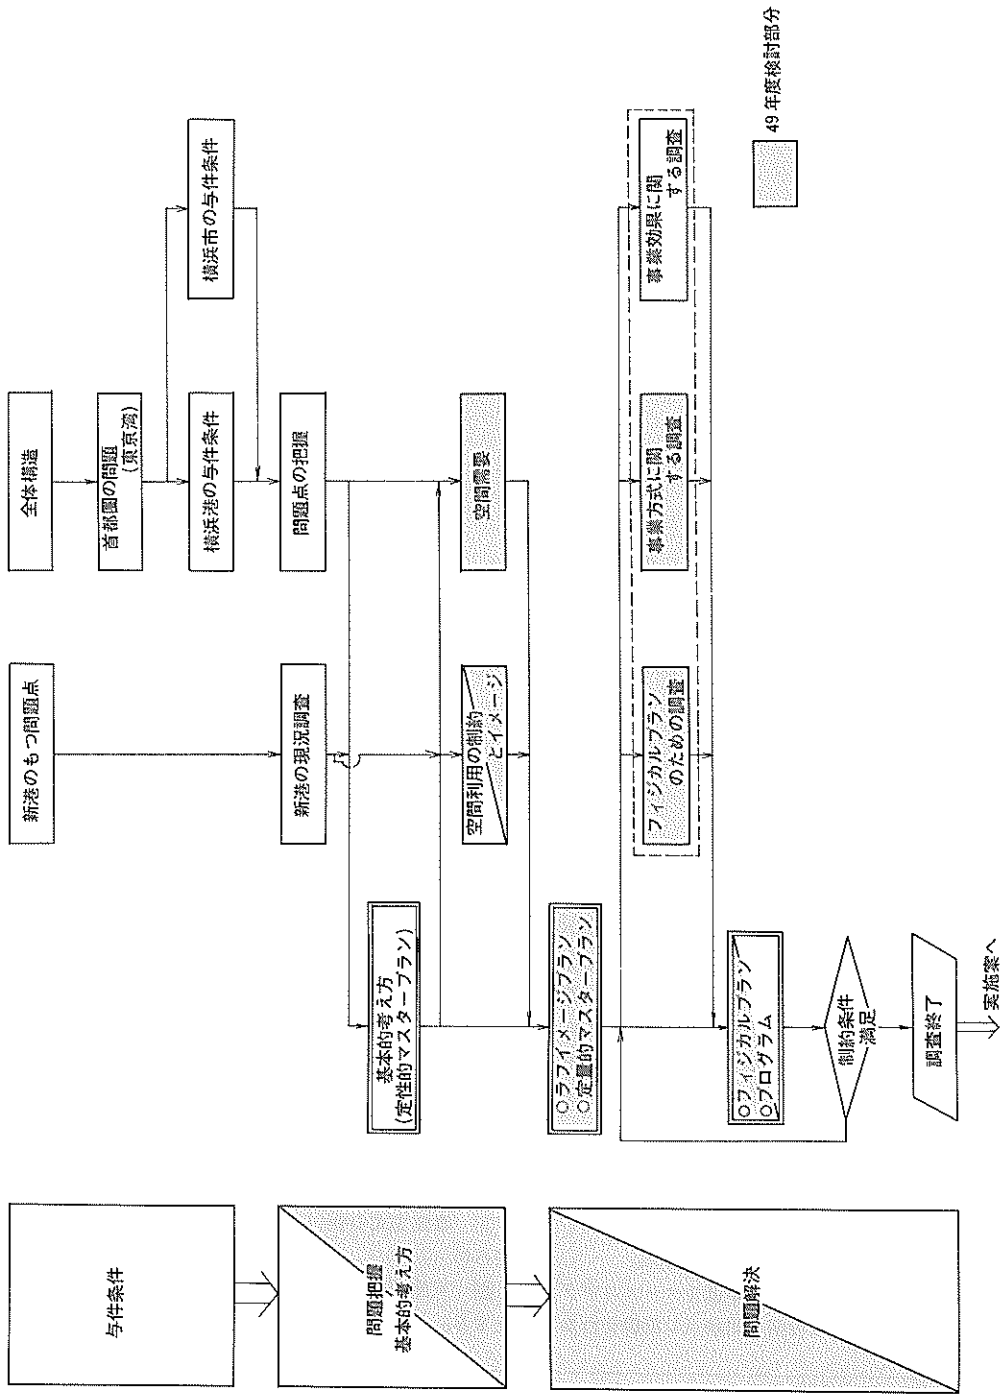 与件条件
問題把握
基本的考え方
問題解決
新港のもつ問題点
全体構造
首都圏の問題
(東京湾)
横浜港の与件条件
横浜市の与件条件
新港の現況調査
問題点の把握
基本的考え方
(定性的マスタープラン)
空間利用の制約
とイメージ
空間需要
○ラフイメージプラン
○定量的マスタープラン
フィジカルプラン
のための調査
事業方式に関
する調査
事業効果に関
する調査
○フィジカルプラン
○プログラム
制約条件
満足
調査終了
実施案へ
49年度検討部分